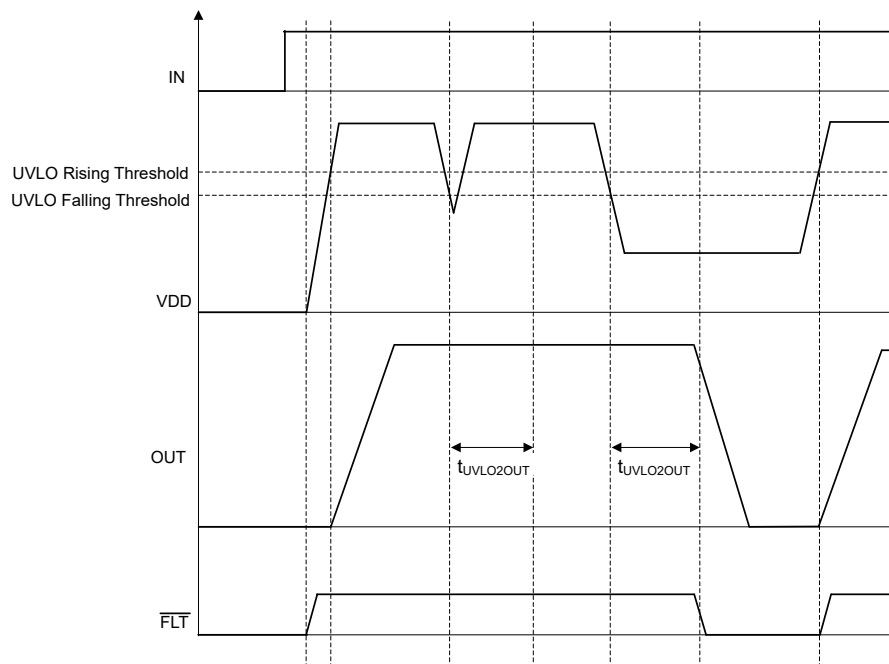 IN
UVLO Rising Threshold
UVLO Falling Threshold
VDD
OUT
tUVLO2OUT
tUVLO2OUT
FLT